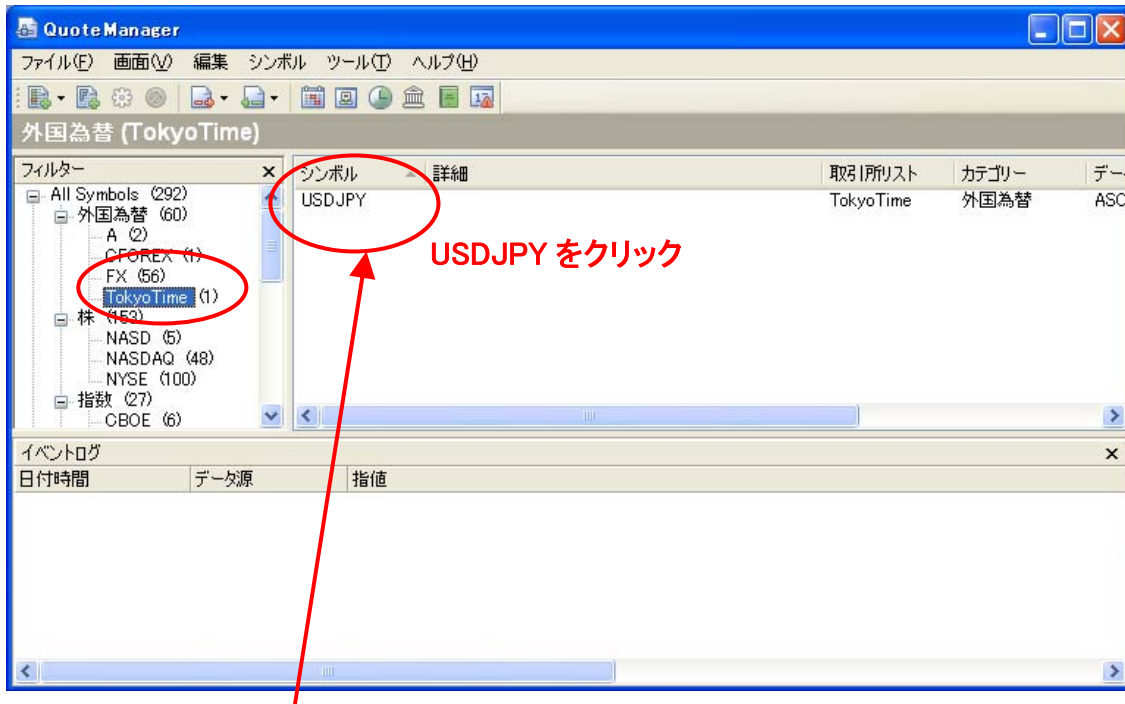 QuoteManager
ファイル(F) 画面(V) 編集 シンボル ツール(T) ヘルプ(H)
外国為替 (TokyoTime)
フィルター
All Symbols (292)
外国為替 (60)
A (2)
CFOREX (1)
FX (56)
TokyoTime (1)
株 (153)
NASD (5)
NASDAQ (48)
NYSE (100)
指数 (27)
CBOE (6)
シンボル 詳細 取引所リスト カテゴリー デー
USDJPY TokyoTime 外国為替 ASC
USDJPY をクリック
イベントログ
日付時間 データ源 指値